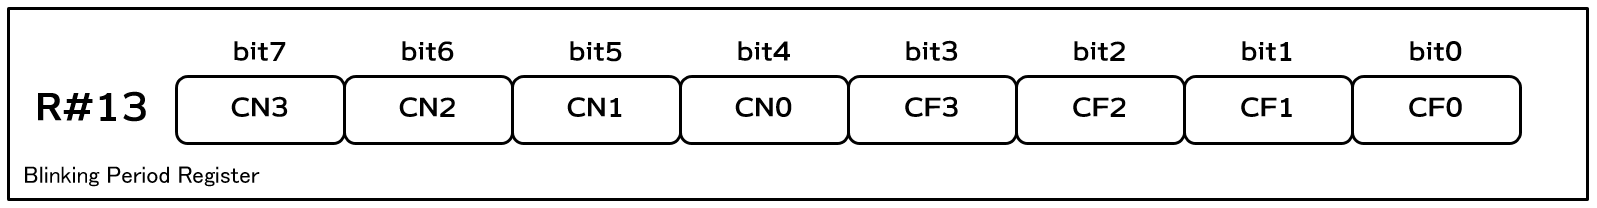 bit7 bit6 bit5 bit4 bit3 bit2 bit1 bit0
R#13 CN3 CN2 CN1 CN0 CF3 CF2 CF1 CF0
Blinking Period Register